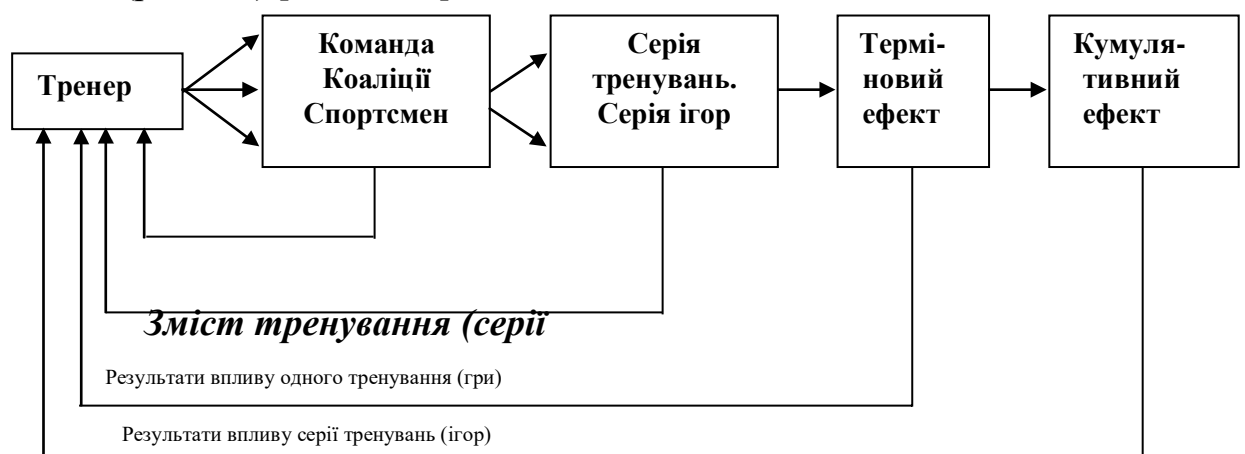 Тренер
Команда
Коаліції
Спортсмен
Серія
тренувань.
Серія ігор
Термі-
новий
ефект
Кумуля-
тивний
ефект
Зміст тренування (серії
Результати впливу одного тренування (гри)
Результати впливу серії тренувань (ігор)